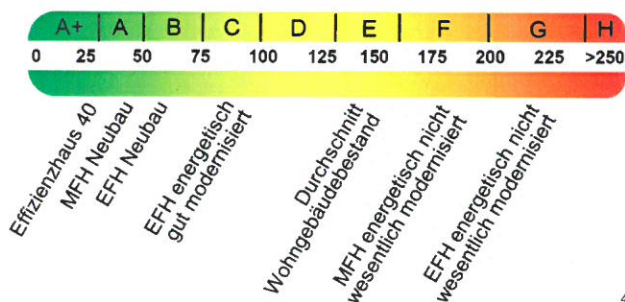 A+ A B C D E F G H
0 25 50 75 100 125 150 175 200 225 >250
Effizienzhaus 40
MFH Neubau
EFH Neubau
EFH energetisch
gut modernisiert
Durchschnitt
Wohngebäudebestand
MFH energetisch nicht
wesentlich modernisiert
EFH energetisch nicht
wesentlich modernisiert